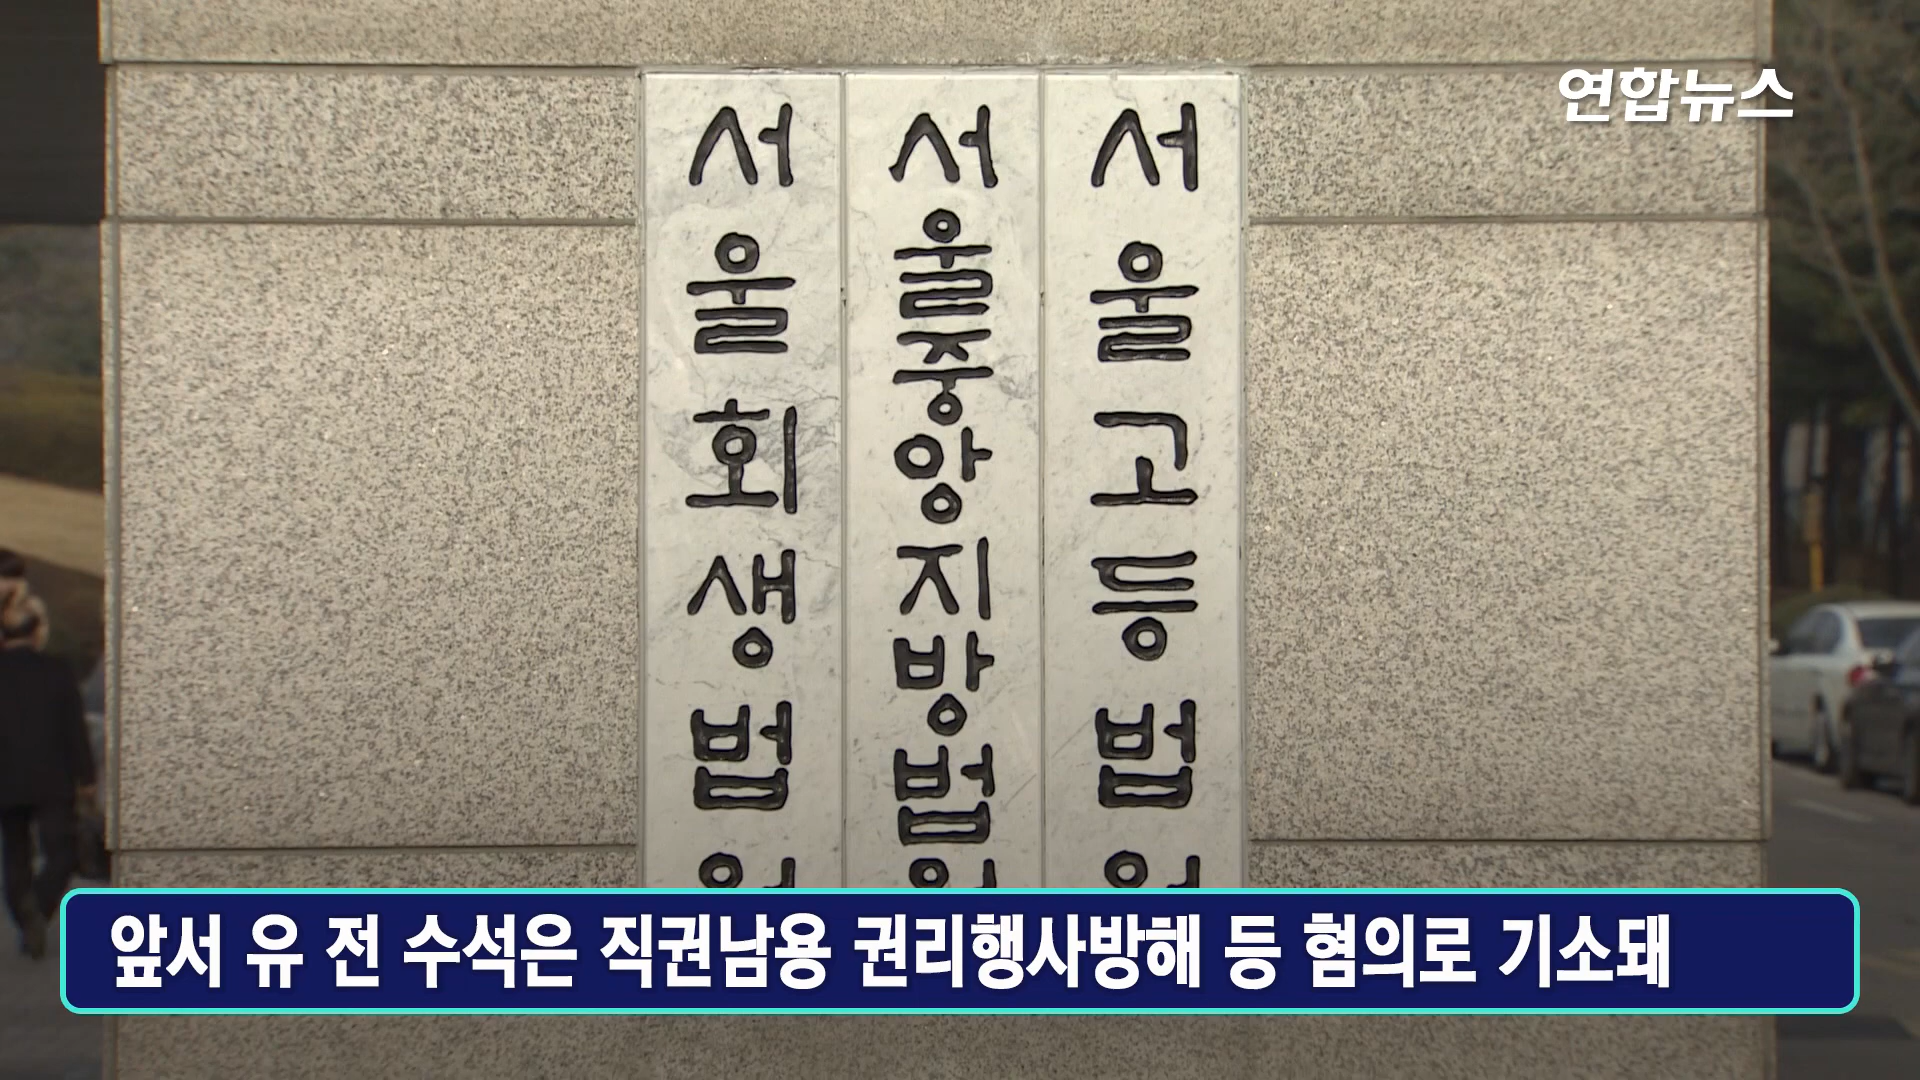 연합뉴스
서울회생법
서울중앙지방법
서울고등법
앞서 유 전 수석은 직권남용 권리행사방해 등 혐의로 기소돼